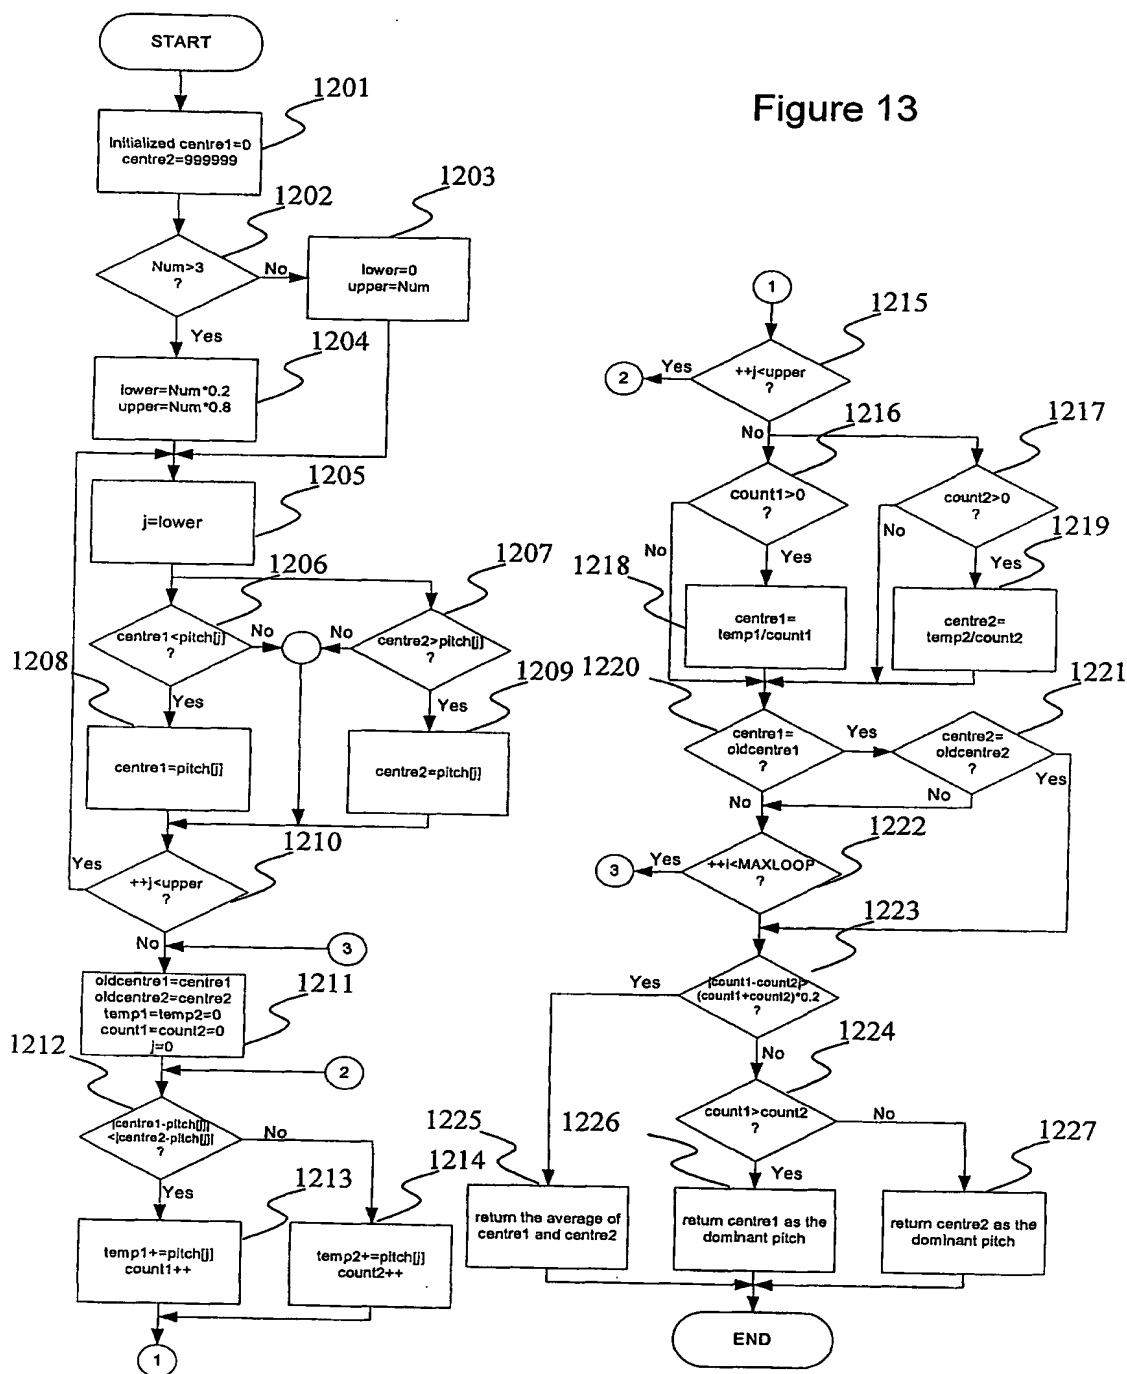 START
1201
Figure 13
Initialized centre1=0
centre2=999999
1203
1202
Num>3
?
No
lower=0
upper=Num
Yes
1204
lower=Num*0.2
upper=Num*0.8
1205
j=lower
1206
1207
centre1<pitch[j]
?
No
No
centre2>pitch[j]
?
1208
Yes
1209
Yes
centre1=pitch[j]
centre2=pitch[j]
1210
Yes
++j<upper
?
No
3
oldcentre1=centre1
oldcentre2=centre2
temp1=temp2=0
count1=count2=0
j=0
1211
1212
2
|centre1-pitch[j]|
<|centre2-pitch[j]|
?
No
Yes
1213
1214
temp1+=pitch[j]
count1++
temp2+=pitch[j]
count2++
1
1
1215
2
Yes
++j<upper
?
No
1216
1217
count1>0
?
count2>0
?
No
No
1218
Yes
Yes
1219
centre1=
temp1/count1
centre2=
temp2/count2
1220
1221
centre1=
oldcentre1
?
Yes
centre2=
oldcentre2
?
Yes
No
No
1222
3
Yes
++i<MAXLOOP
?
1223
Yes
|count1-count2|>
(count1+count2)*0.2
?
No
1224
count1>count2
?
No
1225
1226
1227
Yes
return the average of
centre1 and centre2
return centre1 as the
dominant pitch
return centre2 as the
dominant pitch
END